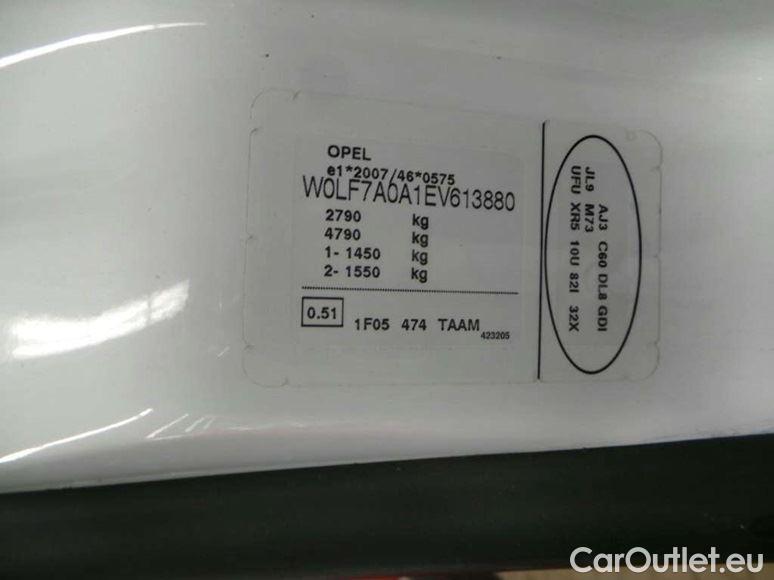 OPEL
e1*2007/46*0575
W0LF7A0A1EV613880
2790 kg
4790 kg
1- 1450 kg
2- 1550 kg
0.51
1F05 474 TAAM
423205
AJ3 C60 DL8 GDI
JL9 M73
UFU XR5 10U 82I 32X
CarOutlet.eu